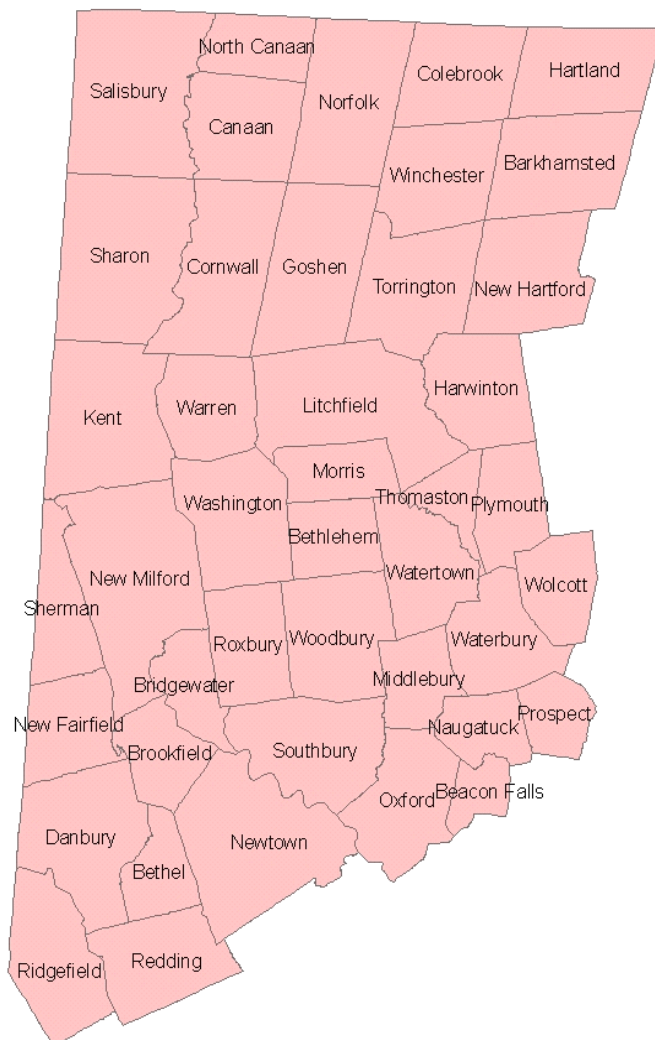 North Canaan
Colebrook
Hartland
Salisbury
Norfolk
Canaan
Winchester
Barkhamsted
Sharon
Cornwall
Goshen
Torrington
New Hartford
Kent
Warren
Litchfield
Harwinton
Morris
Washington
Thomaston
Plymouth
Bethlehem
New Milford
Watertown
Wolcott
Sherman
Roxbury
Woodbury
Waterbury
Bridgewater
Middlebury
New Fairfield
Naugatuck
Prospect
Brookfield
Southbury
Oxford
Beacon Falls
Danbury
Newtown
Bethel
Ridgefield
Redding